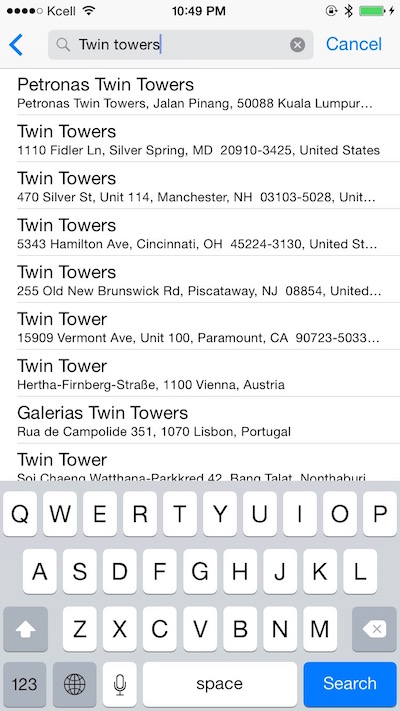 Kcell 10:49 PM
Twin towers Cancel
Petronas Twin Towers
Petronas Twin Towers, Jalan Pinang, 50088 Kuala Lumpur…
Twin Towers
1110 Fidler Ln, Silver Spring, MD  20910-3425, United States
Twin Towers
470 Silver St, Unit 114, Manchester, NH  03103-5028, Unit…
Twin Towers
5343 Hamilton Ave, Cincinnati, OH  45224-3130, United St…
Twin Towers
255 Old New Brunswick Rd, Piscataway, NJ  08854, United…
Twin Tower
15909 Vermont Ave, Unit 100, Paramount, CA  90723-5033…
Twin Tower
Hertha-Firnberg-Straße, 1100 Vienna, Austria
Galerias Twin Towers
Rua de Campolide 351, 1070 Lisbon, Portugal
Twin Tower
Soi Chaeng Watthana-Parkkred 42, Bang Talat, Nonthaburi
Q W E R T Y U I O P
A S D F G H J K L
Z X C V B N M
123 space Search